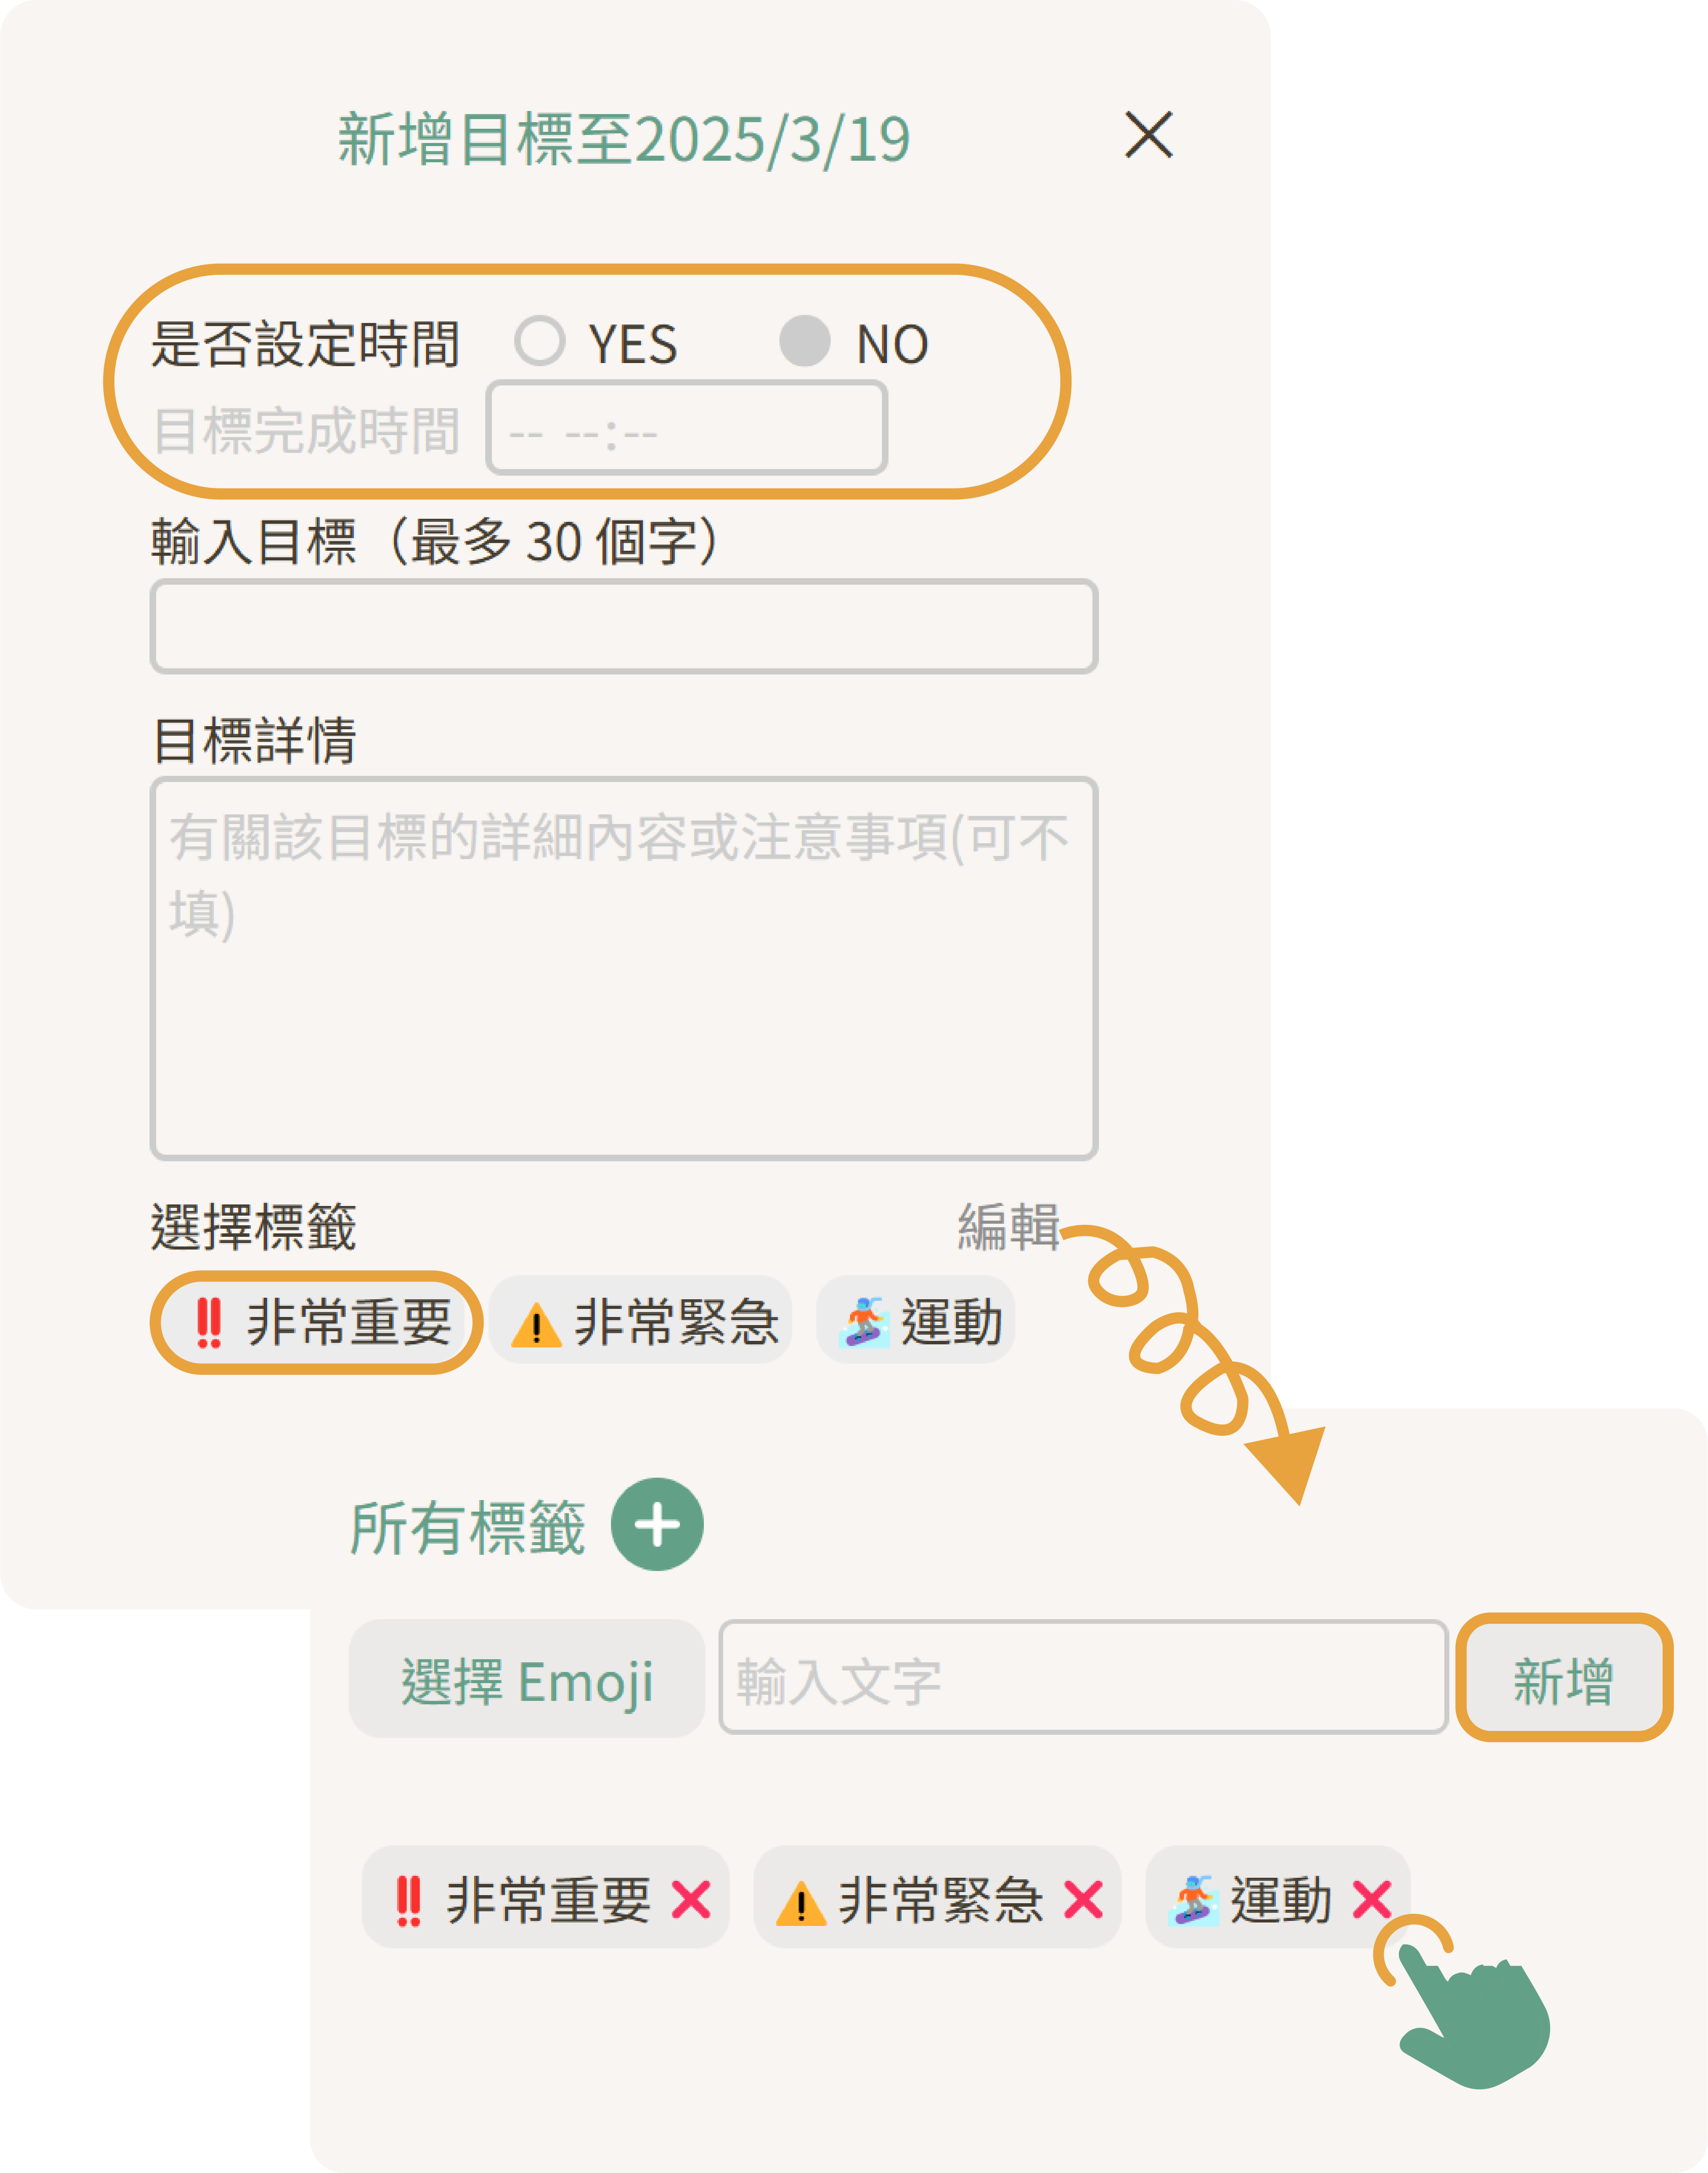 新增目標至2025/3/19
是否設定時間 YES NO
目標完成時間 -- --:--
輸入目標（最多 30 個字）
目標詳情
有關該目標的詳細內容或注意事項(可不
填)
選擇標籤 編輯
‼️ 非常重要 ⚠️ 非常緊急 🏂 運動
所有標籤 +
選擇 Emoji 輸入文字 新增
‼️ 非常重要 ❌ ⚠️ 非常緊急 ❌ 🏂 運動 ❌